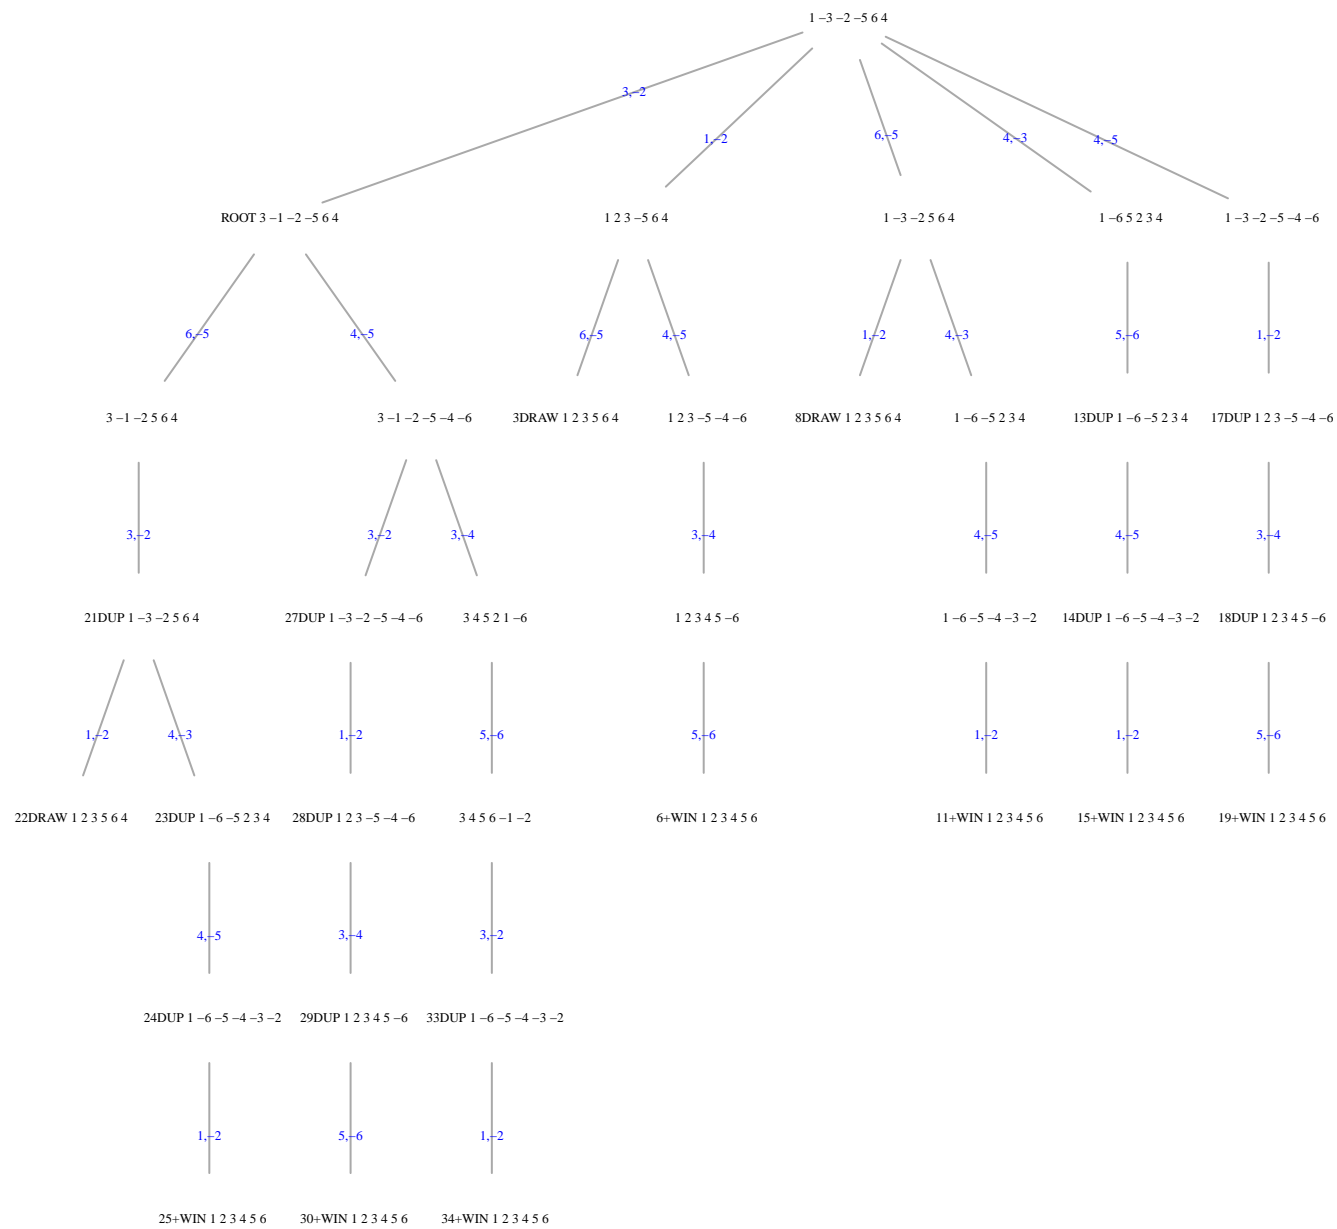 1 −3 −2 −5 6 4
3,−2
1,−2
6,−5
4,−3
4,−5
ROOT 3 −1 −2 −5 6 4
1 2 3 −5 6 4
1 −3 −2 5 6 4
1 −6 5 2 3 4
1 −3 −2 −5 −4 −6
6,−5
4,−5
6,−5
4,−5
1,−2
4,−3
5,−6
1,−2
3 −1 −2 5 6 4
3 −1 −2 −5 −4 −6
3DRAW 1 2 3 5 6 4
1 2 3 −5 −4 −6
8DRAW 1 2 3 5 6 4
1 −6 −5 2 3 4
13DUP 1 −6 −5 2 3 4
17DUP 1 2 3 −5 −4 −6
3,−2
3,−2
3,−4
3,−4
4,−5
4,−5
3,−4
21DUP 1 −3 −2 5 6 4
27DUP 1 −3 −2 −5 −4 −6
3 4 5 2 1 −6
1 2 3 4 5 −6
1 −6 −5 −4 −3 −2
14DUP 1 −6 −5 −4 −3 −2
18DUP 1 2 3 4 5 −6
1,−2
4,−3
1,−2
5,−6
5,−6
1,−2
1,−2
5,−6
22DRAW 1 2 3 5 6 4
23DUP 1 −6 −5 2 3 4
28DUP 1 2 3 −5 −4 −6
3 4 5 6 −1 −2
6+WIN 1 2 3 4 5 6
11+WIN 1 2 3 4 5 6
15+WIN 1 2 3 4 5 6
19+WIN 1 2 3 4 5 6
4,−5
3,−4
3,−2
24DUP 1 −6 −5 −4 −3 −2
29DUP 1 2 3 4 5 −6
33DUP 1 −6 −5 −4 −3 −2
1,−2
5,−6
1,−2
25+WIN 1 2 3 4 5 6
30+WIN 1 2 3 4 5 6
34+WIN 1 2 3 4 5 6